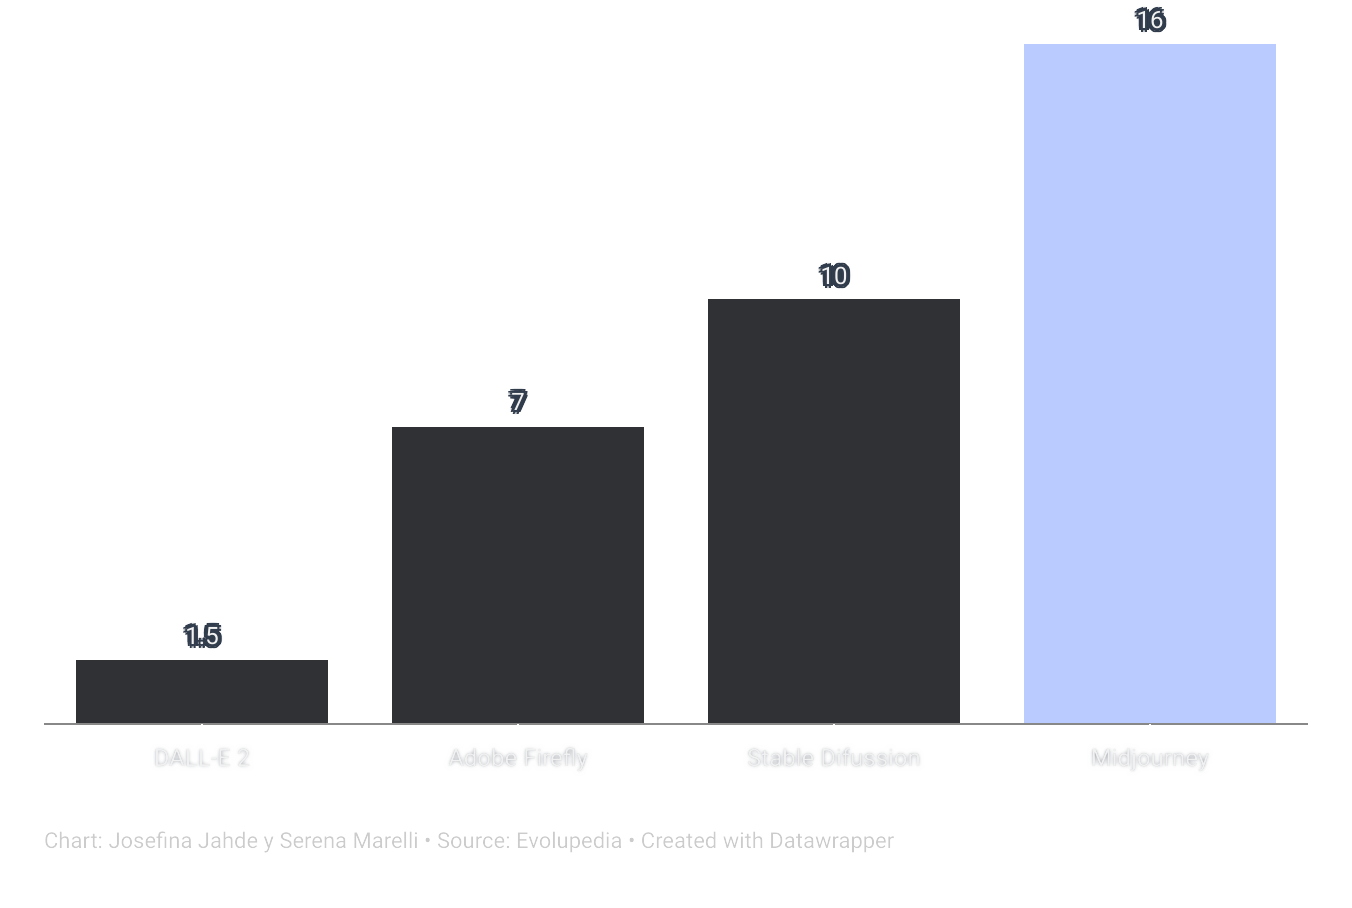 16
10
7
1.5
DALL-E 2 Adobe Firefly Stable Difussion Midjourney
Chart: Josefina Jahde y Serena Marelli • Source: Evolupedia • Created with Datawrapper